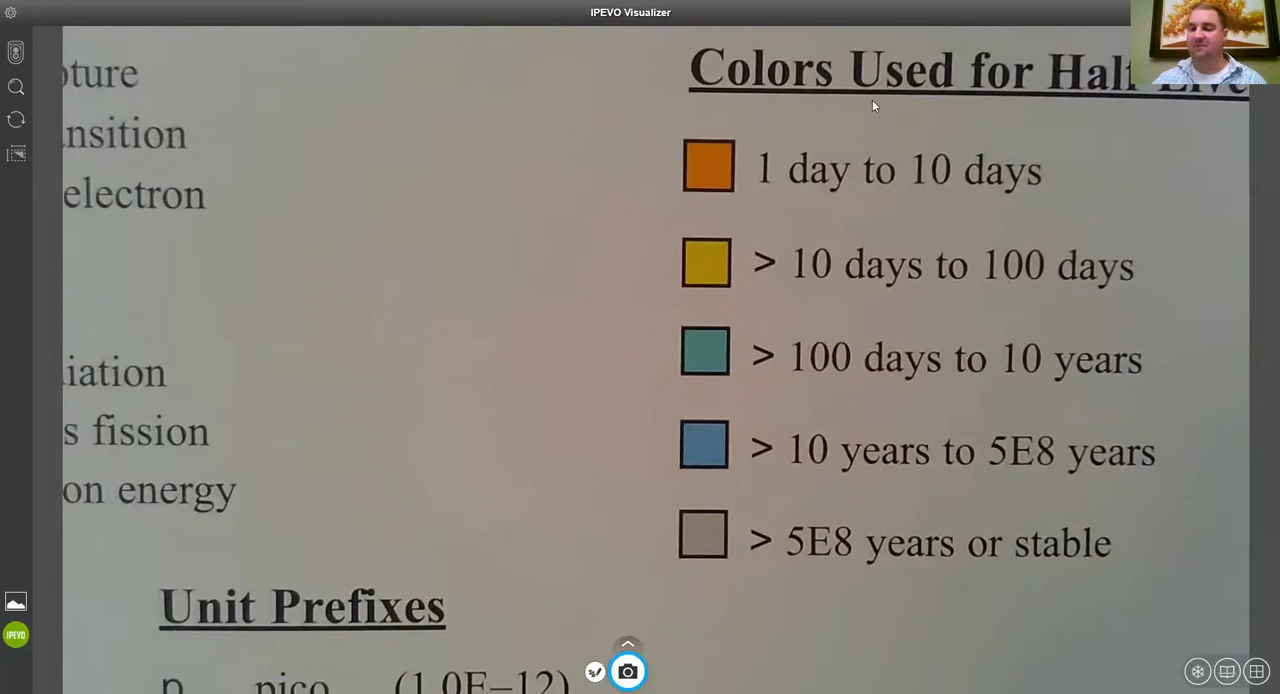 IPEVO Visualizer
Colors Used for Half
1 day to 10 days
> 10 days to 100 days
> 100 days to 10 years
> 10 years to 5E8 years
> 5E8 years or stable
pture
nsition
electron
iation
s fission
on energy
Unit Prefixes
p pico (1.0E–12)
IPEVO